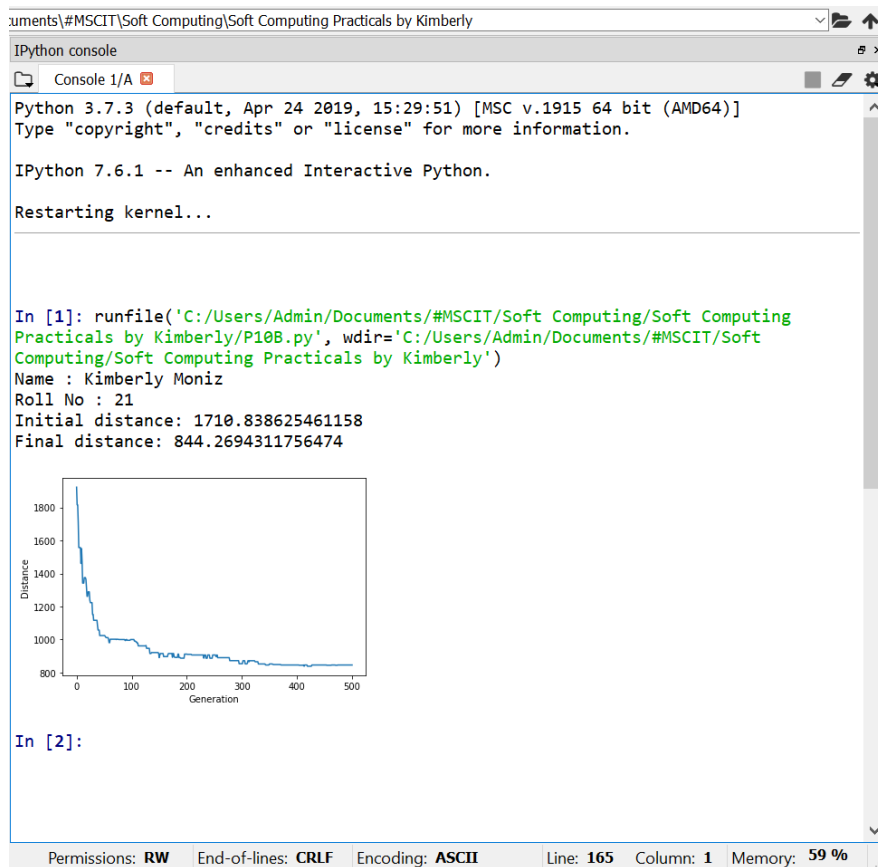 cuments\#MSCIT\Soft Computing\Soft Computing Practicals by Kimberly
IPython console
Console 1/A
Python 3.7.3 (default, Apr 24 2019, 15:29:51) [MSC v.1915 64 bit (AMD64)]
Type "copyright", "credits" or "license" for more information.
IPython 7.6.1 -- An enhanced Interactive Python.
Restarting kernel...
In [1]: runfile('C:/Users/Admin/Documents/#MSCIT/Soft Computing/Soft Computing
Practicals by Kimberly/P10B.py', wdir='C:/Users/Admin/Documents/#MSCIT/Soft
Computing/Soft Computing Practicals by Kimberly')
Name : Kimberly Moniz
Roll No : 21
Initial distance: 1710.838625461158
Final distance: 844.2694311756474
1800
1600
1400
1200
1000
800
Distance
0 100 200 300 400 500
Generation
In [2]:
Permissions: RW End-of-lines: CRLF Encoding: ASCII Line: 165 Column: 1 Memory: 59 %